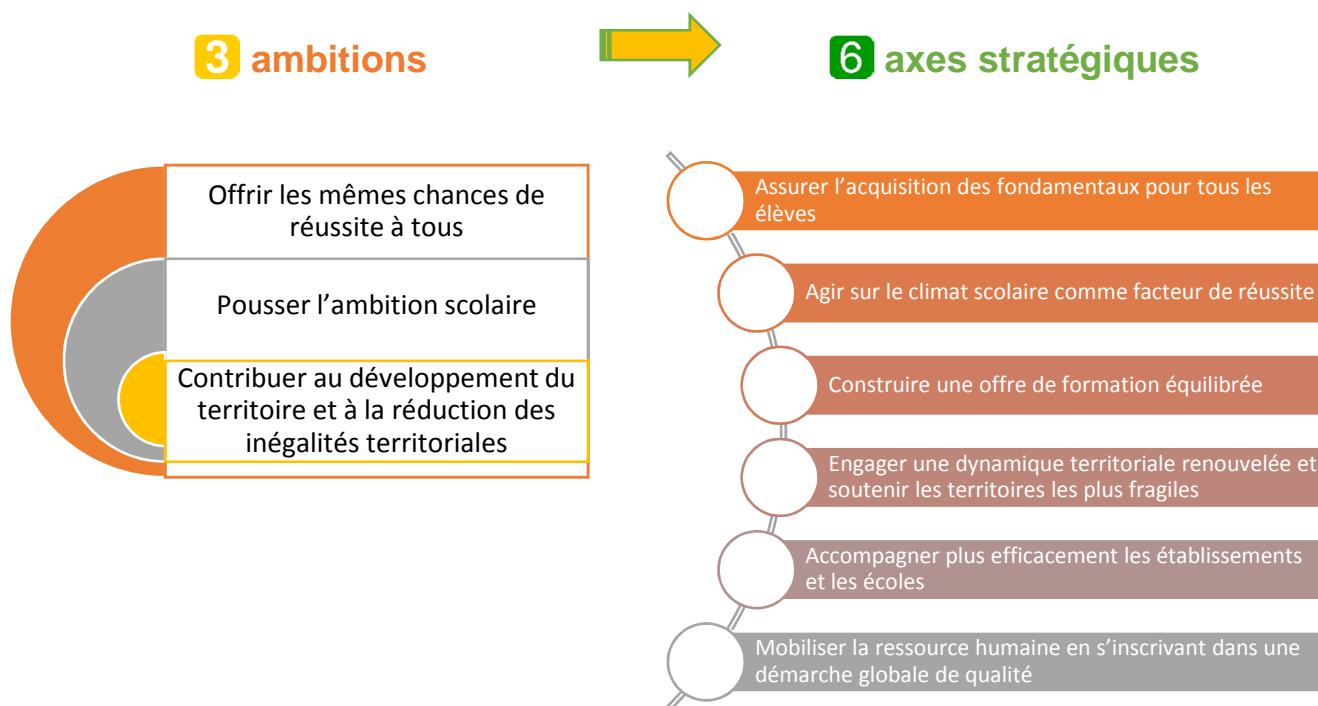 3 ambitions
6 axes stratégiques
Offrir les mêmes chances de
réussite à tous
Pousser l’ambition scolaire
Contribuer au développement du
territoire et à la réduction des
inégalités territoriales
Assurer l’acquisition des fondamentaux pour tous les
élèves
Agir sur le climat scolaire comme facteur de réussite
Construire une offre de formation équilibrée
Engager une dynamique territoriale renouvelée et
soutenir les territoires les plus fragiles
Accompagner plus efficacement les établissements
et les écoles
Mobiliser la ressource humaine en s’inscrivant dans une
démarche globale de qualité